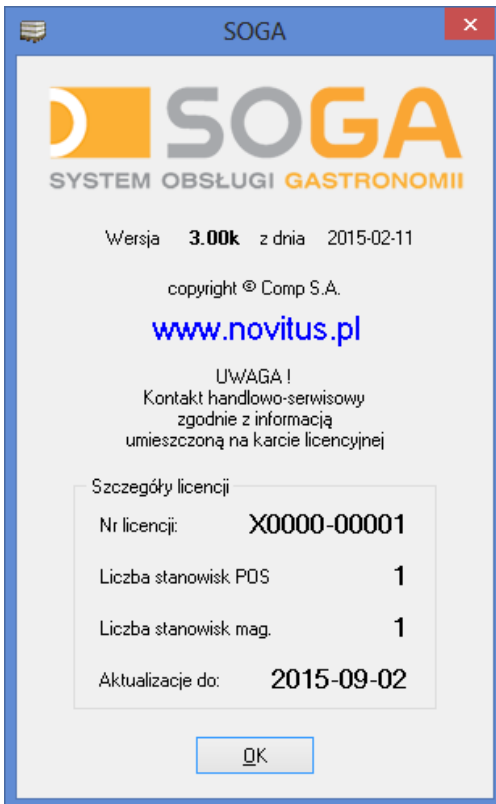 SOGA
SOGA
SYSTEM OBSŁUGI GASTRONOMII
Wersja 3.00k z dnia 2015-02-11
copyright © Comp S.A.
www.novitus.pl
UWAGA !
Kontakt handlowo-serwisowy
zgodnie z informacją
umieszczoną na karcie licencyjnej
Szczegóły licencji
Nr licencji: X0000-00001
Liczba stanowisk POS 1
Liczba stanowisk mag. 1
Aktualizacje do: 2015-09-02
OK